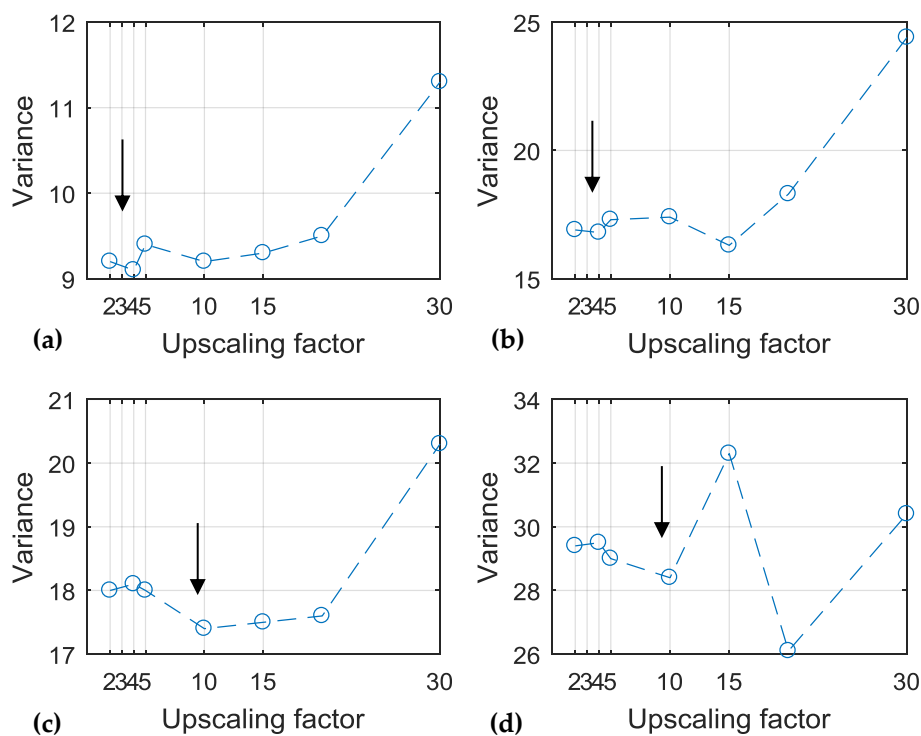 12
11
10
9
Variance
2345 10 15 30
(a) Upscaling factor
25
20
15
Variance
2345 10 15 30
(b) Upscaling factor
21
20
19
18
17
Variance
2345 10 15 30
(c) Upscaling factor
34
32
30
28
26
Variance
2345 10 15 30
(d) Upscaling factor